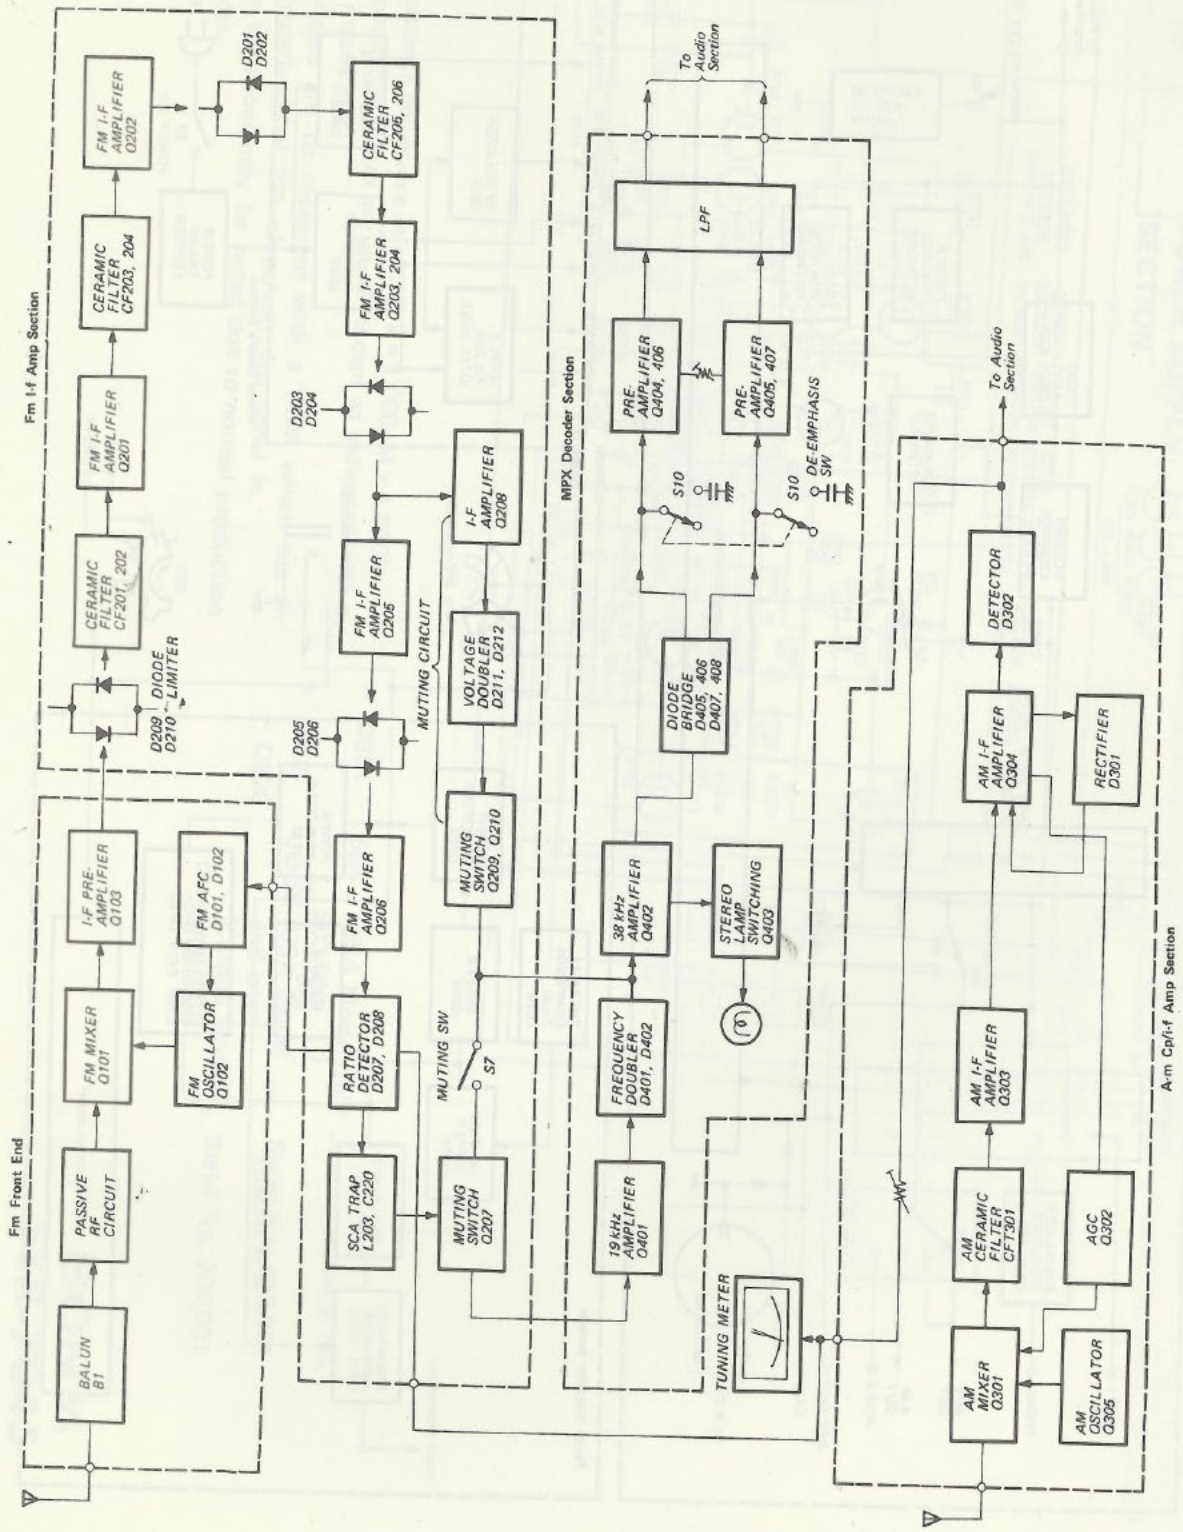 Fm Front End
BALUN
B1
PASSIVE
RF
CIRCUIT
FM MIXER
Q101
I-F PRE-
AMPLIFIER
Q103
FM
OSCILLATOR
Q102
FM AFC
D101, D102
Fm I-f Amp Section
D209
D210
DIODE
LIMITER
CERAMIC
FILTER
CF201, 202
FM I-F
AMPLIFIER
Q201
CERAMIC
FILTER
CF203, 204
FM I-F
AMPLIFIER
Q202
D201
D202
CERAMIC
FILTER
CF205, 206
FM I-F
AMPLIFIER
Q203, 204
D203
D204
FM I-F
AMPLIFIER
Q205
D205
D206
FM I-F
AMPLIFIER
Q206
RATIO
DETECTOR
D207, D208
SCA TRAP
L203, C220
MUTING CIRCUIT
I-F
AMPLIFIER
Q208
VOLTAGE
DOUBLER
D211, D212
MUTING
SWITCH
Q209, Q210
MUTING SW
S7
MUTING
SWITCH
Q207
MPX Decoder Section
19 kHz
AMPLIFIER
Q401
FREQUENCY
DOUBLER
D401, D402
38 kHz
AMPLIFIER
Q402
STEREO
LAMP
SWITCHING
Q403
DIODE
BRIDGE
D405, 406
D407, 408
S10
S10
DE-EMPHASIS
SW
PRE-
AMPLIFIER
Q404, 406
PRE-
AMPLIFIER
Q405, 407
LPF
To
Audio
Section
TUNING METER
AM
MIXER
Q301
AM
OSCILLATOR
Q305
AM
CERAMIC
FILTER
CFT301
AGC
Q302
AM I-F
AMPLIFIER
Q303
AM I-F
AMPLIFIER
Q304
RECTIFIER
D301
DETECTOR
D302
To Audio
Section
A-m Cp/i-f Amp Section